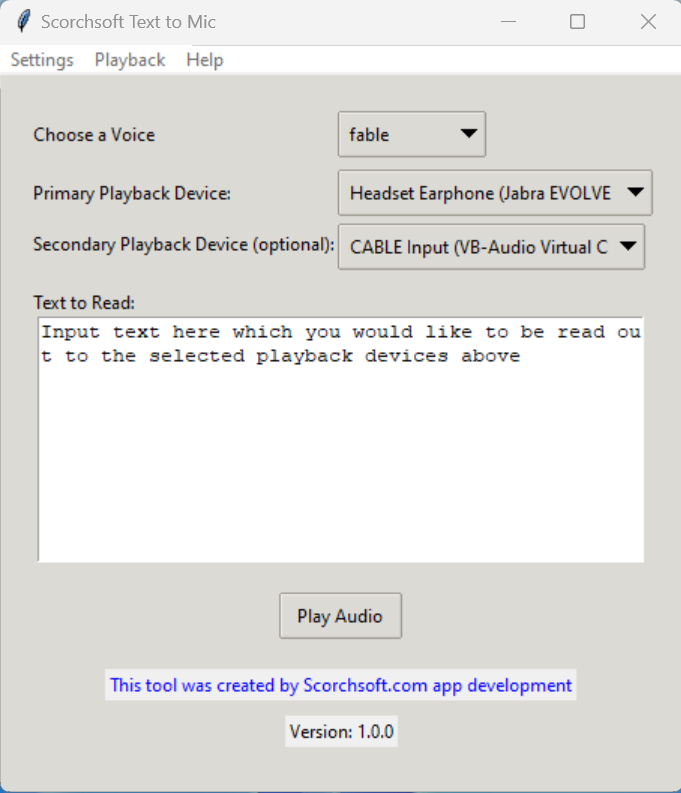 Scorchsoft Text to Mic
Settings Playback Help
Choose a Voice fable
Primary Playback Device: Headset Earphone (Jabra EVOLVE
Secondary Playback Device (optional): CABLE Input (VB-Audio Virtual C
Text to Read:
Input text here which you would like to be read ou
t to the selected playback devices above
Play Audio
This tool was created by Scorchsoft.com app development
Version: 1.0.0